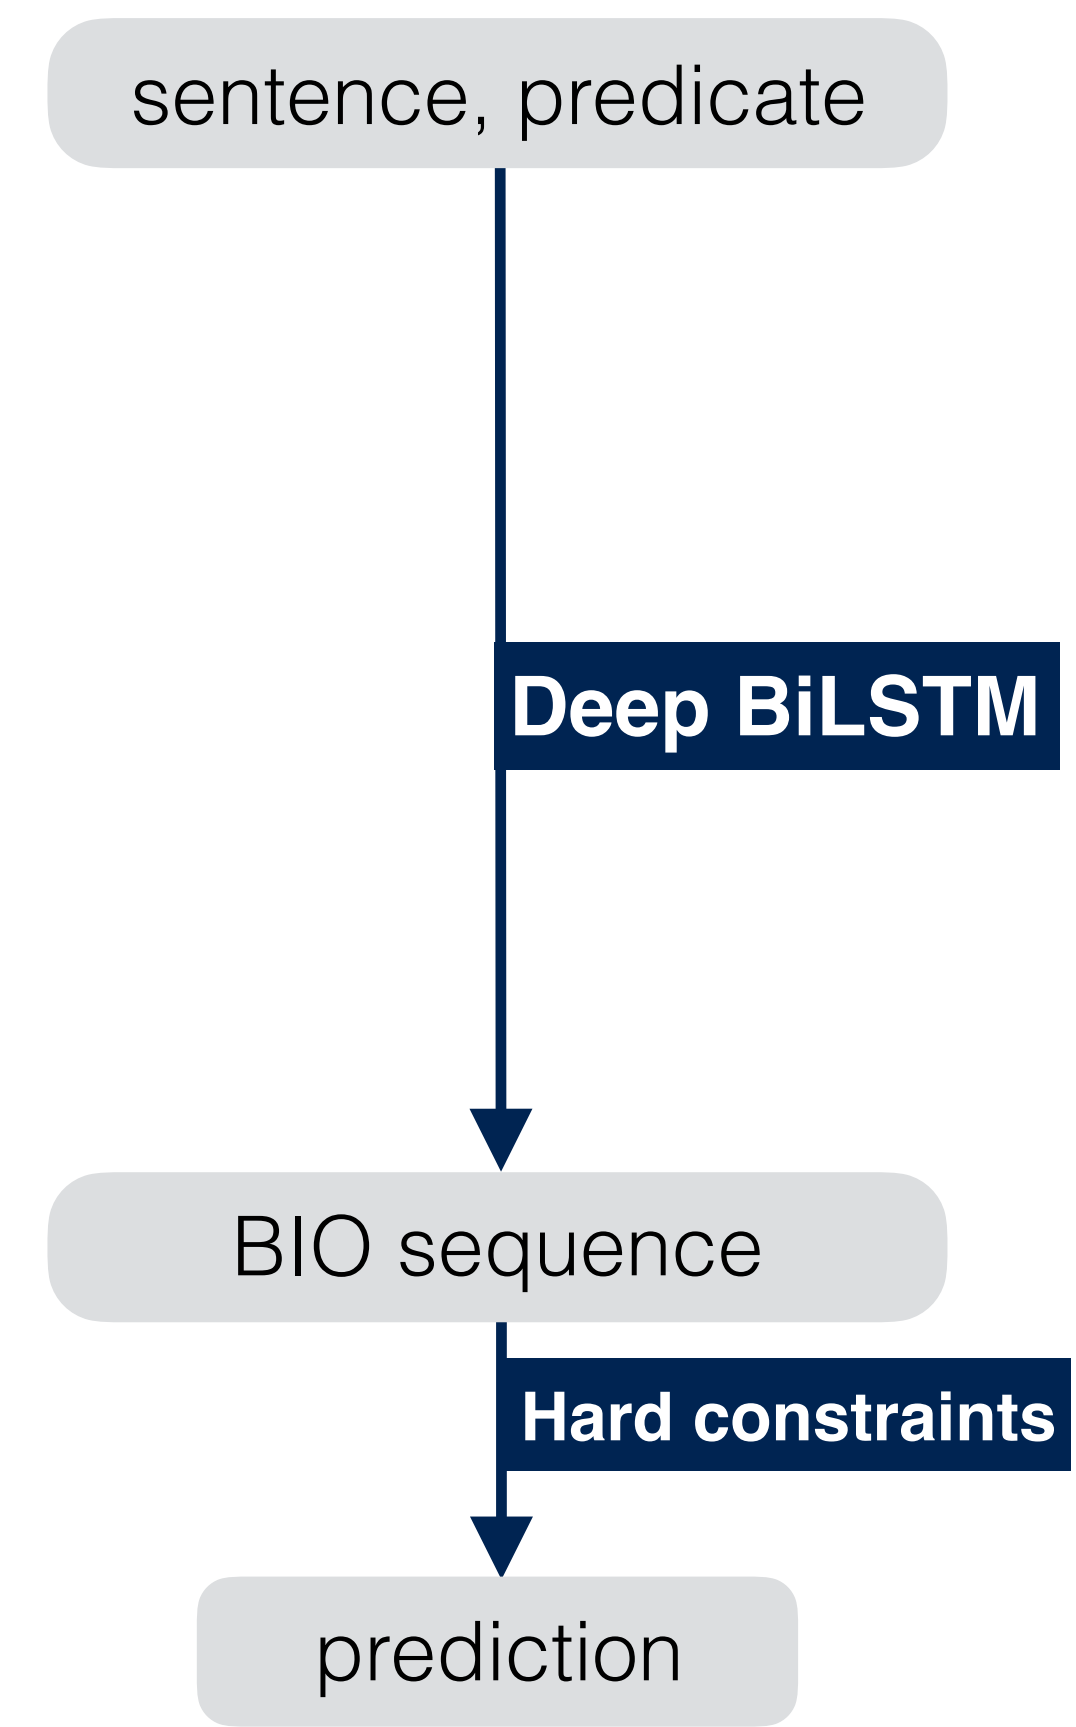 sentence, predicate
Deep BiLSTM
BIO sequence
Hard constraints
prediction